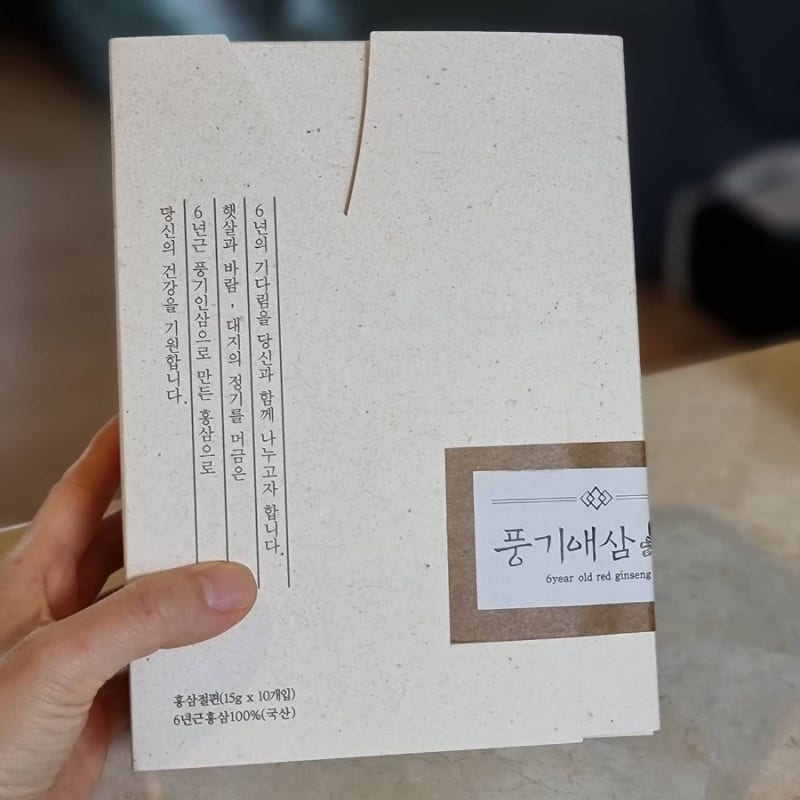 6년의 기다림을 당신과 함께 나누고자 합니다.
햇살과 바람, 대지의 정기를 머금은
6년근 풍기인삼으로 만든 홍삼으로
당신의 건강을 기원합니다.
풍기애삼
6year old red ginseng
홍삼절편(15g x 10개입)
6년근홍삼100%(국산)